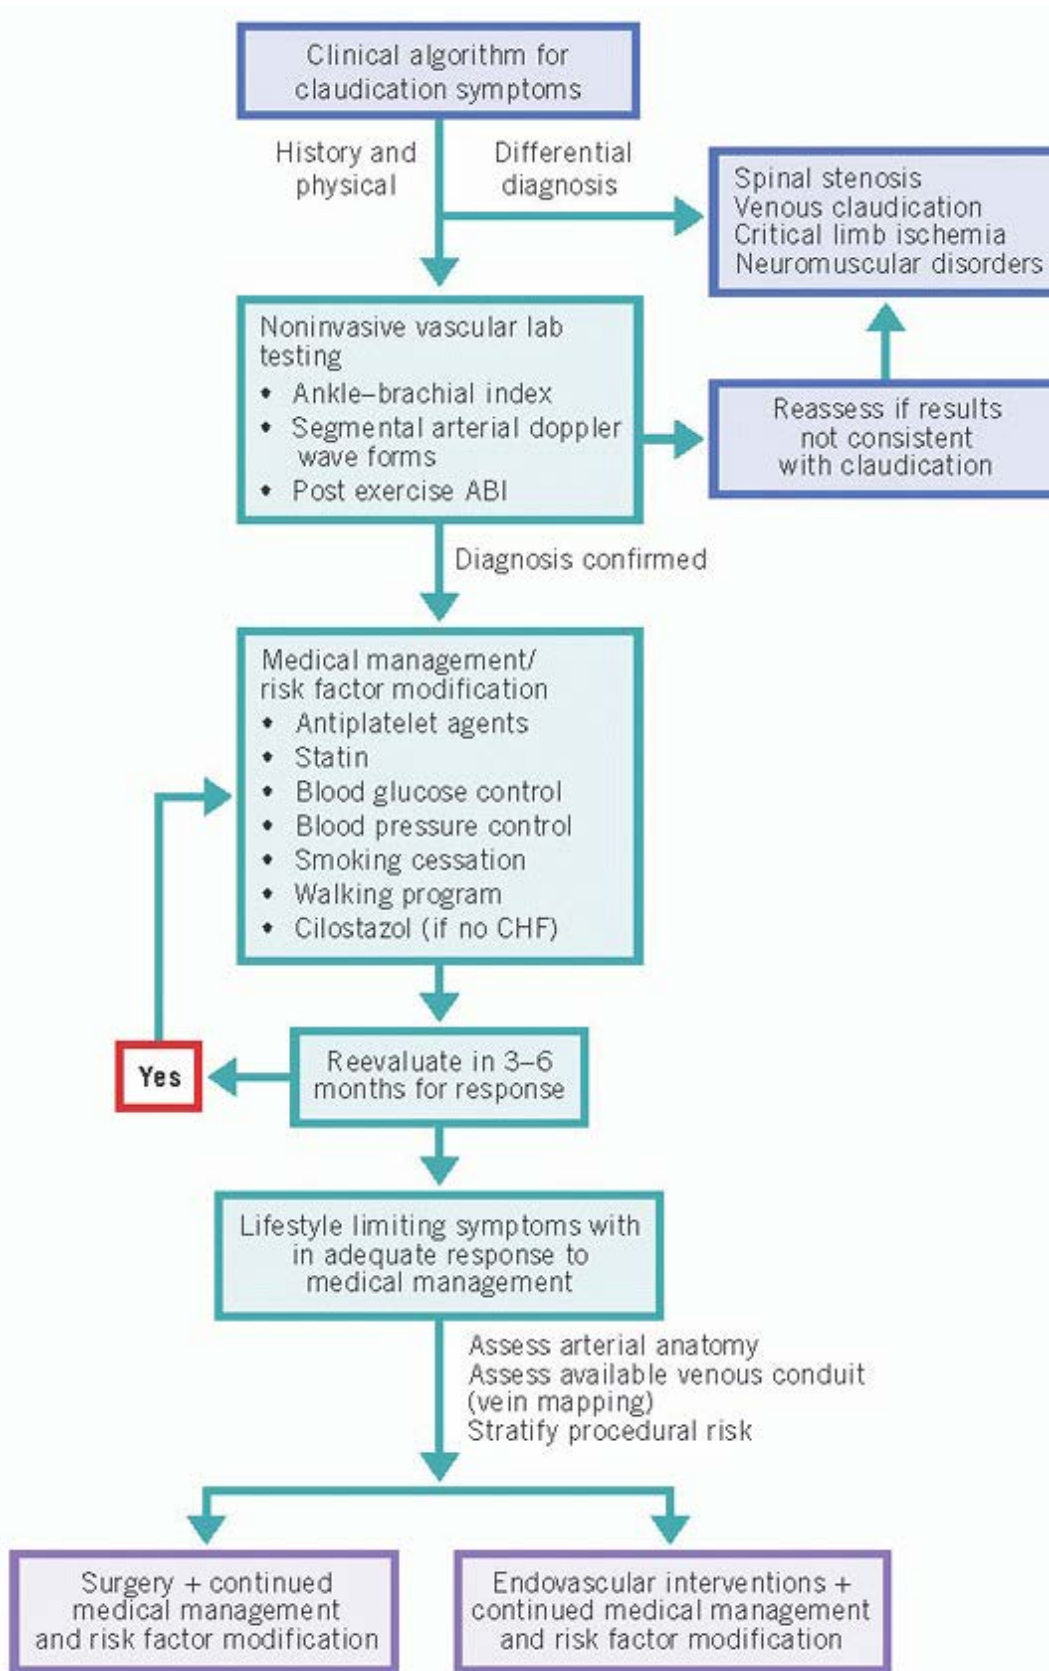 Clinical algorithm for
claudication symptoms
History and
physical
Differential
diagnosis
Spinal stenosis
Venous claudication
Critical limb ischemia
Neuromuscular disorders
Noninvasive vascular lab
testing
• Ankle–brachial index
• Segmental arterial doppler
wave forms
• Post exercise ABI
Reassess if results
not consistent
with claudication
Diagnosis confirmed
Medical management/
risk factor modification
• Antiplatelet agents
• Statin
• Blood glucose control
• Blood pressure control
• Smoking cessation
• Walking program
• Cilostazol (if no CHF)
Yes
Reevaluate in 3–6
months for response
Lifestyle limiting symptoms with
in adequate response to
medical management
Assess arterial anatomy
Assess available venous conduit
(vein mapping)
Stratify procedural risk
Surgery + continued
medical management
and risk factor modification
Endovascular interventions +
continued medical management
and risk factor modification